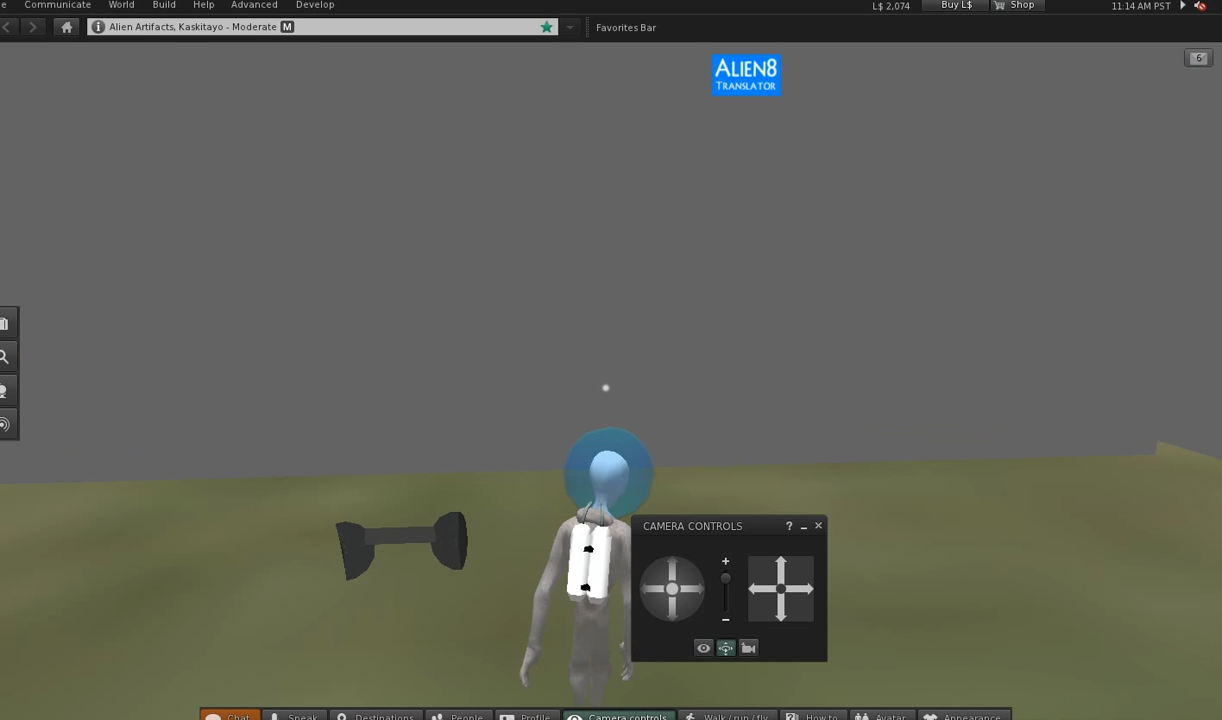 Communicate World Build Help Advanced Develop L$ 2,074 Buy L$ Shop 11:14 AM PST
Alien Artifacts, Kaskitayo - Moderate M Favorites Bar
6
ALIEN8
TRANSLATOR
CAMERA CONTROLS ? – ×
+
−
Chat Speak Destinations People Profile Camera controls Walk / run / fly How to Avatar Appearance